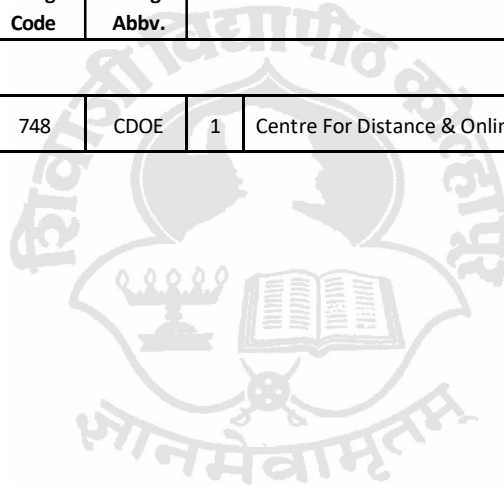 Code Abbv.
748 CDOE 1 Centre For Distance & Onlin
शिवाजी विद्यापीठ कोल्हापूर
ज्ञानमेवामृतम्